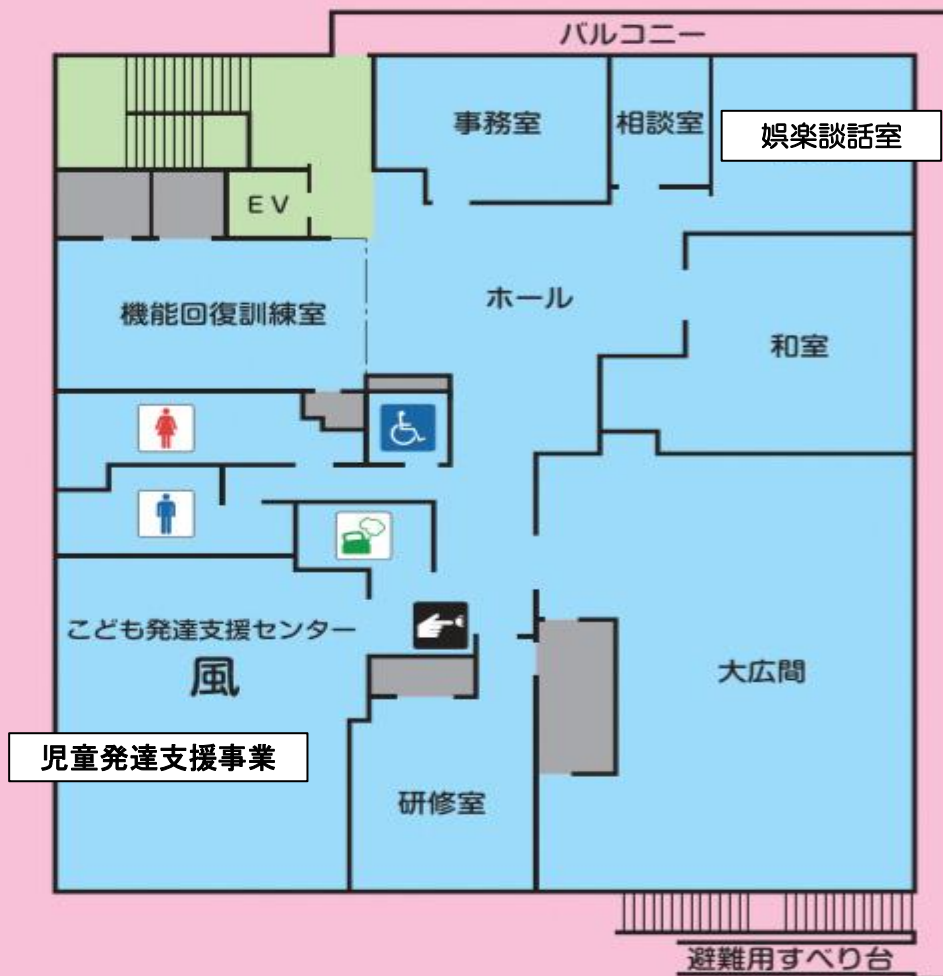 バルコニー
事務室
相談室
娯楽談話室
EV
機能回復訓練室
ホール
和室
こども発達支援センター
風
大広間
児童発達支援事業
研修室
避難用すべり台